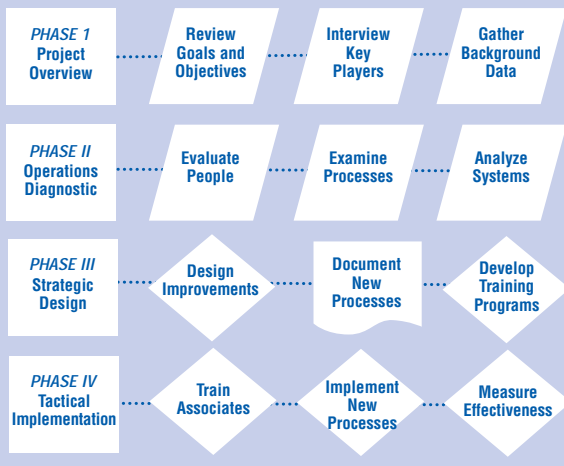 PHASE 1
Project
Overview
Review
Goals and
Objectives
Interview
Key
Players
Gather
Background
Data
PHASE II
Operations
Diagnostic
Evaluate
People
Examine
Processes
Analyze
Systems
PHASE III
Strategic
Design
Design
Improvements
Document
New
Processes
Develop
Training
Programs
PHASE IV
Tactical
Implementation
Train
Associates
Implement
New
Processes
Measure
Effectiveness